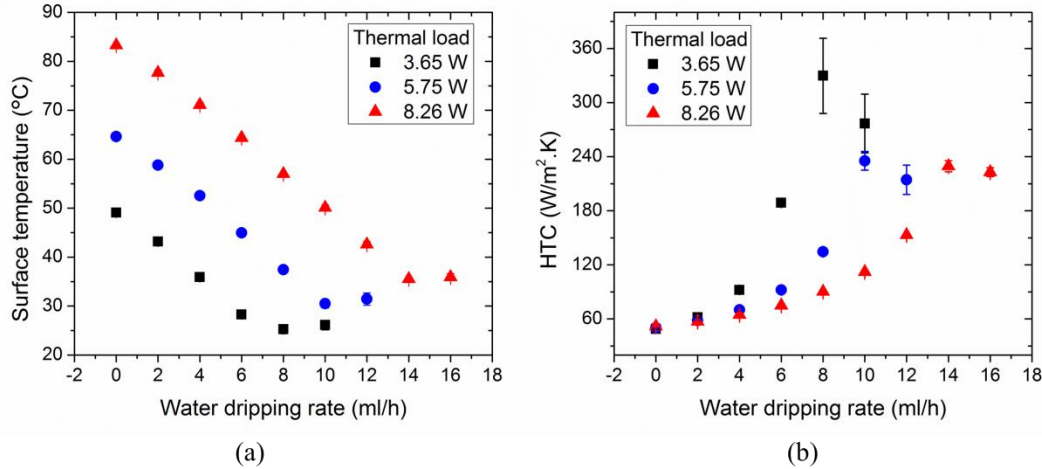 90
80
70
60
50
40
30
20
-2 0 2 4 6 8 10 12 14 16 18
Surface temperature (ºC)
Water dripping rate (ml/h)
Thermal load
3.65 W
5.75 W
8.26 W
(a)
360
300
240
180
120
60
-2 0 2 4 6 8 10 12 14 16 18
HTC (W/m².K)
Water dripping rate (ml/h)
Thermal load
3.65 W
5.75 W
8.26 W
(b)